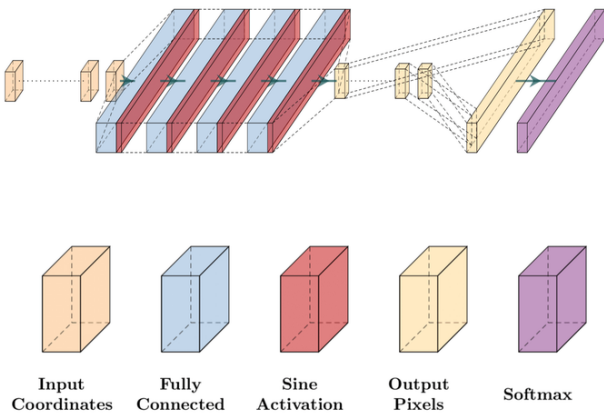 Input
Coordinates
Fully
Connected
Sine
Activation
Output
Pixels
Softmax